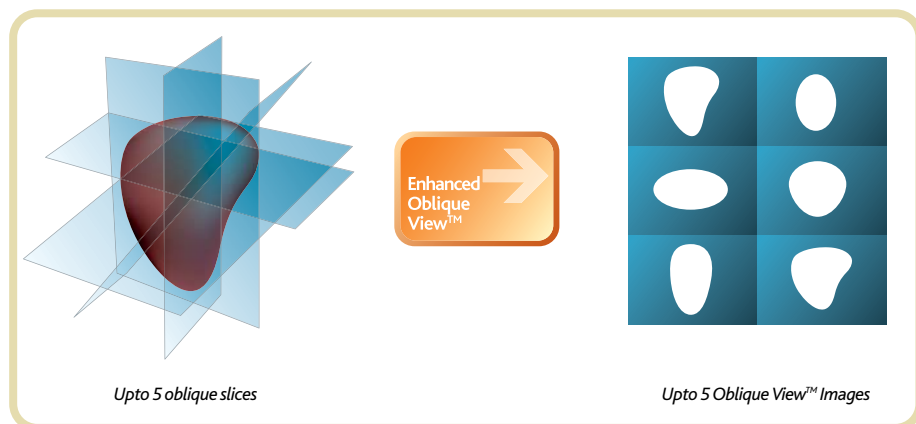 Enhanced
Oblique
View™
Upto 5 oblique slices
Upto 5 Oblique View™ Images